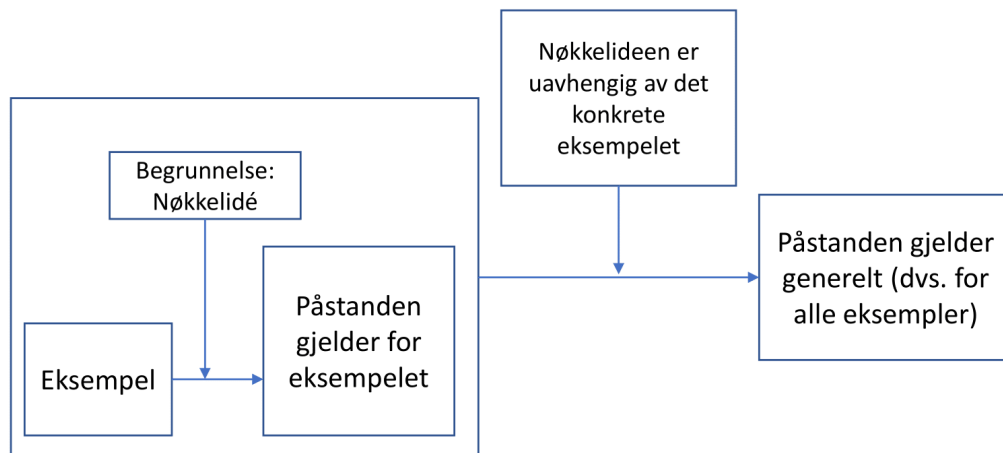 Nøkkelideen er
uavhengig av det
konkrete
eksempelet
Begrunnelse:
Nøkkelidé
Eksempel
Påstanden
gjelder for
eksempelet
Påstanden gjelder
generelt (dvs. for
alle eksempler)